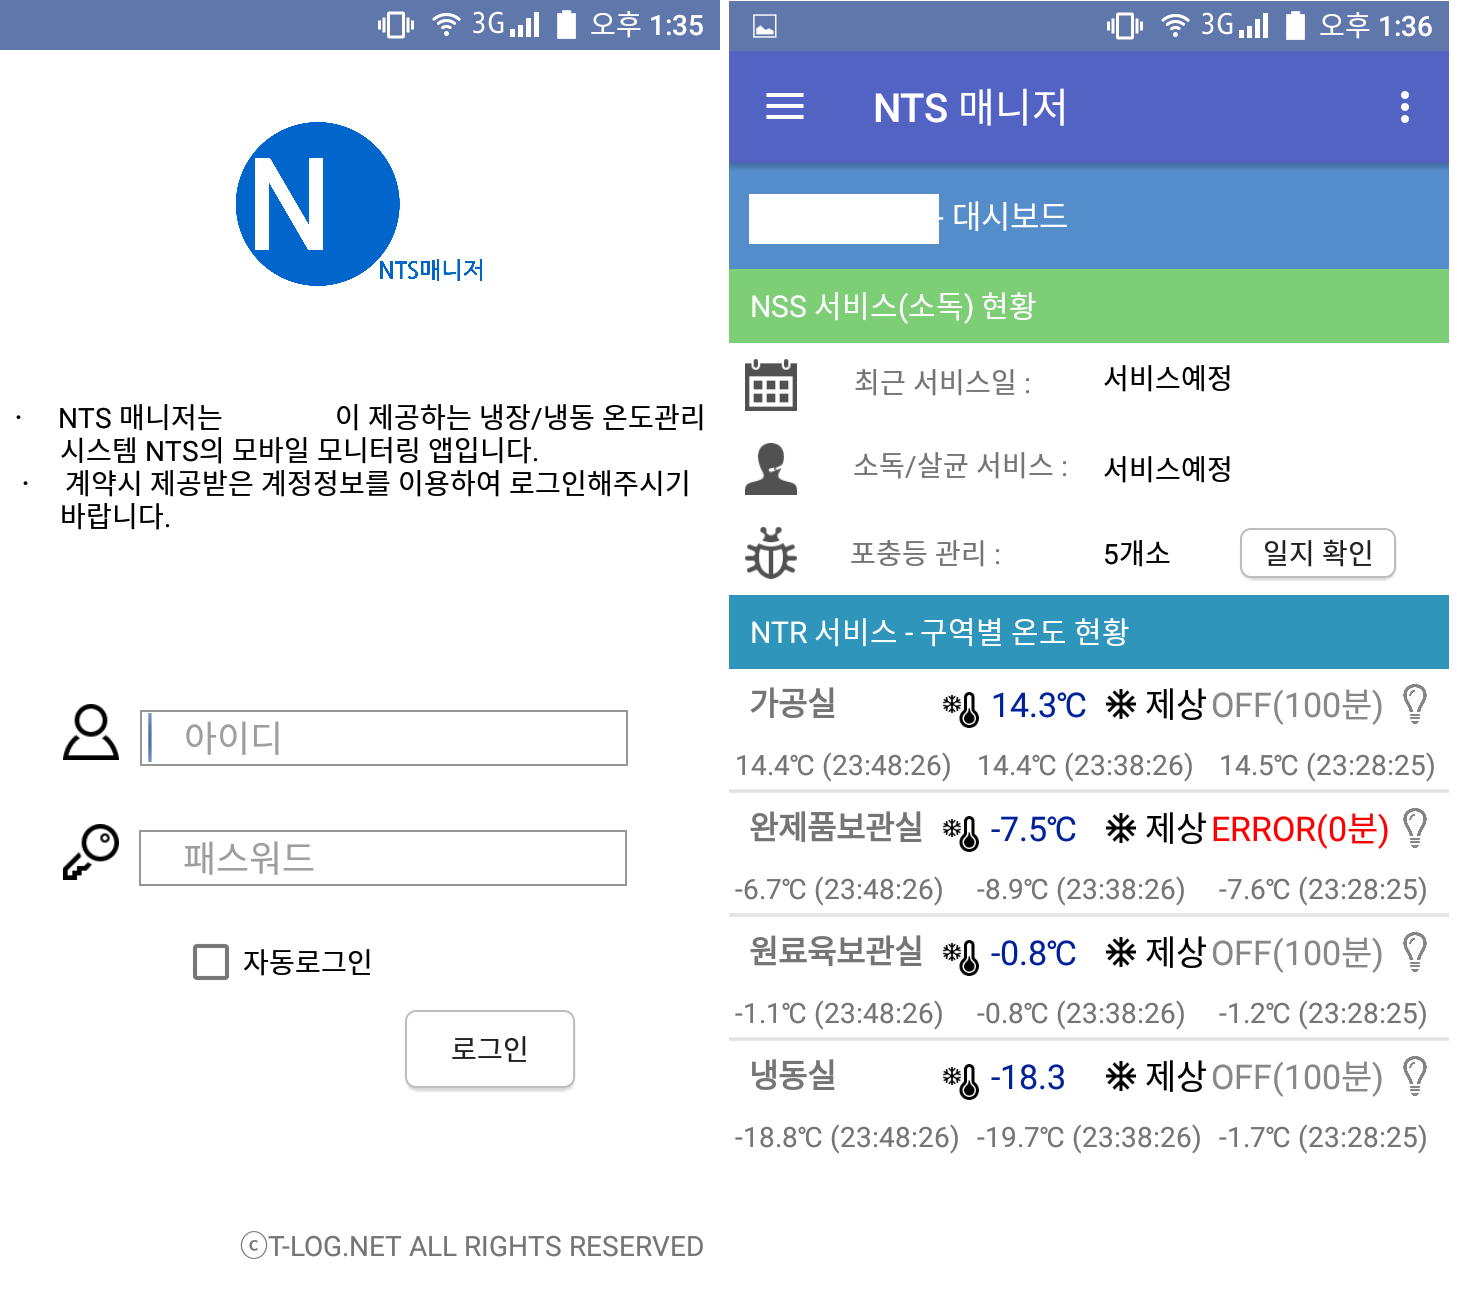 3G 오후 1:35
N
NTS매니저
· NTS 매니저는 이 제공하는 냉장/냉동 온도관리
시스템 NTS의 모바일 모니터링 앱입니다.
· 계약시 제공받은 계정정보를 이용하여 로그인해주시기
바랍니다.
아이디
패스워드
자동로그인
로그인
ⓒT-LOG.NET ALL RIGHTS RESERVED
3G 오후 1:36
NTS 매니저
- 대시보드
NSS 서비스(소독) 현황
최근 서비스일 : 서비스예정
소독/살균 서비스 : 서비스예정
포충등 관리 : 5개소 일지 확인
NTR 서비스 - 구역별 온도 현황
가공실 14.3℃ 제상 OFF(100분)
14.4℃ (23:48:26) 14.4℃ (23:38:26) 14.5℃ (23:28:25)
완제품보관실 -7.5℃ 제상 ERROR(0분)
-6.7℃ (23:48:26) -8.9℃ (23:38:26) -7.6℃ (23:28:25)
원료육보관실 -0.8℃ 제상 OFF(100분)
-1.1℃ (23:48:26) -0.8℃ (23:38:26) -1.2℃ (23:28:25)
냉동실 -18.3 제상 OFF(100분)
-18.8℃ (23:48:26) -19.7℃ (23:38:26) -1.7℃ (23:28:25)